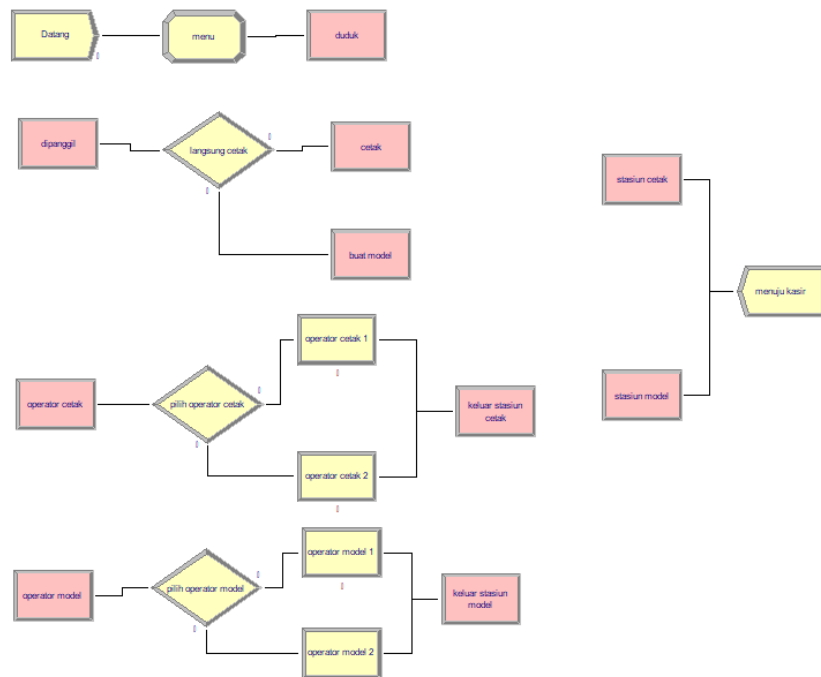 Datang
menu
duduk
dipanggil
langsung cetak
cetak
buat model
stasiun cetak
menuju kasir
stasiun model
operator cetak
pilih operator cetak
operator cetak 1
operator cetak 2
keluar stasiun
cetak
operator model
pilih operator model
operator model 1
operator model 2
keluar stasiun
model